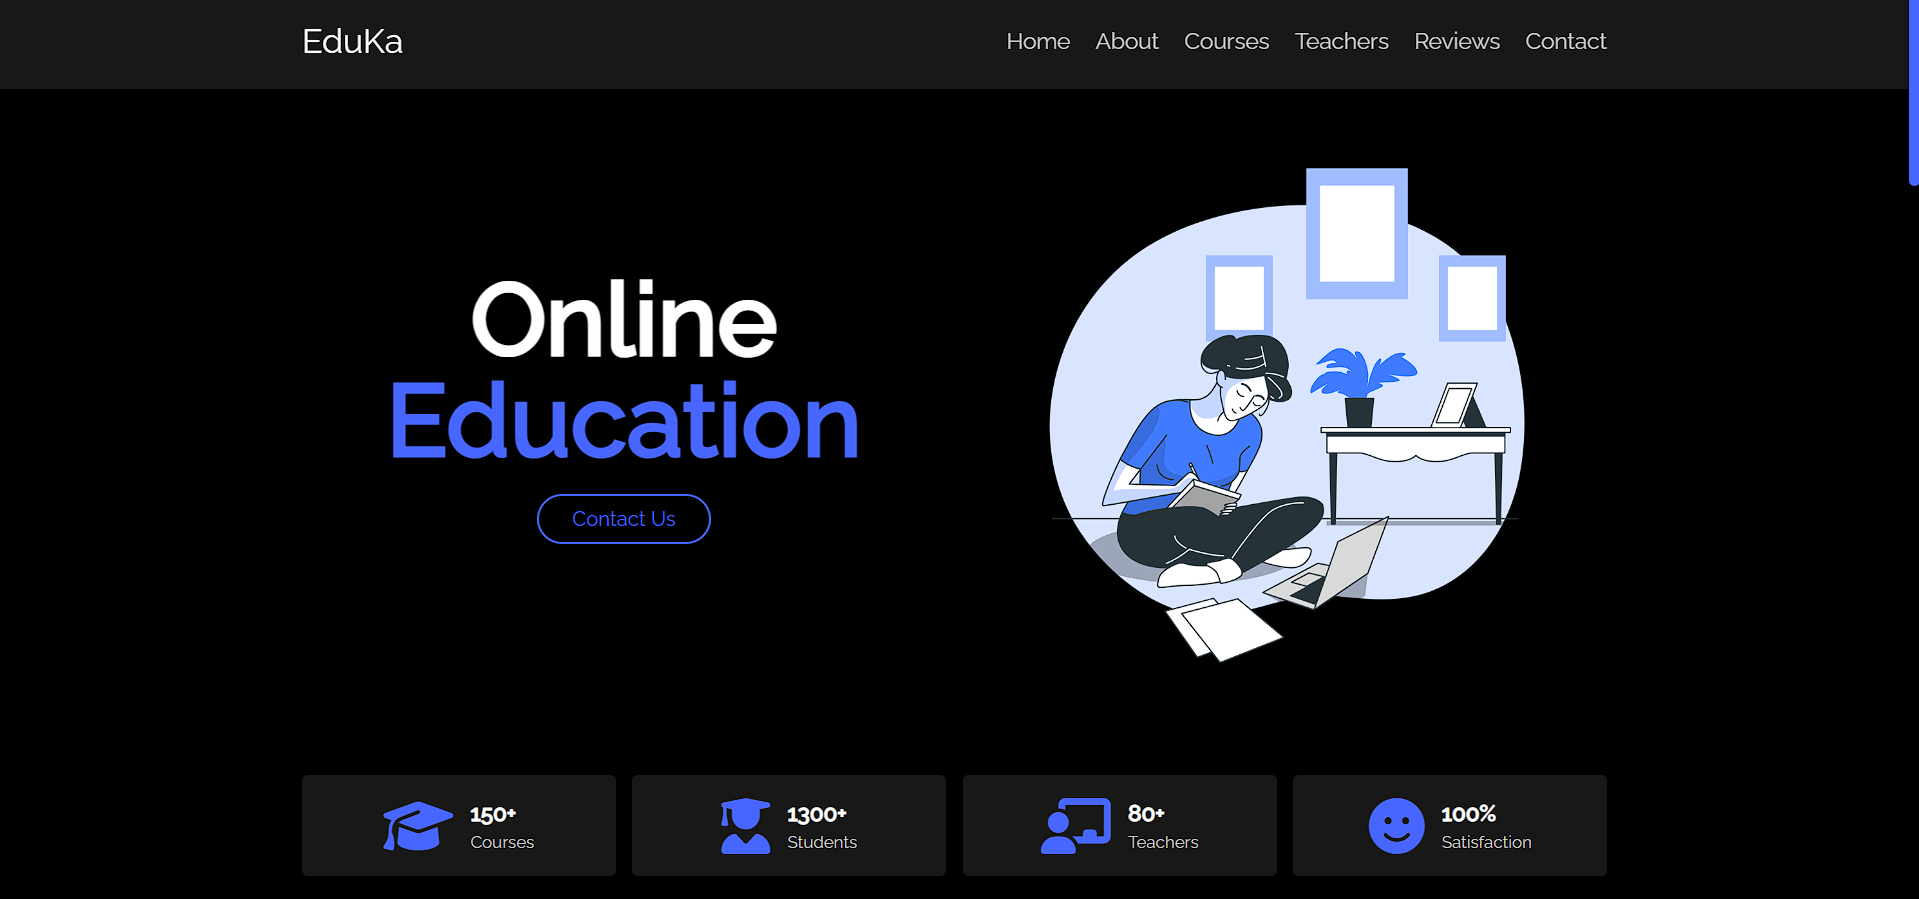 EduKa
Home About Courses Teachers Reviews Contact
Online
Education
Contact Us
150+
Courses
1300+
Students
80+
Teachers
100%
Satisfaction